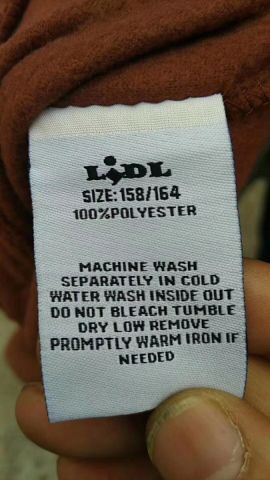 LIDL
SIZE:158/164
100%POLYESTER
MACHINE WASH
SEPARATELY IN COLD
WATER WASH INSIDE OUT
DO NOT BLEACH TUMBLE
DRY LOW REMOVE
PROMPTLY WARM IRON IF
NEEDED